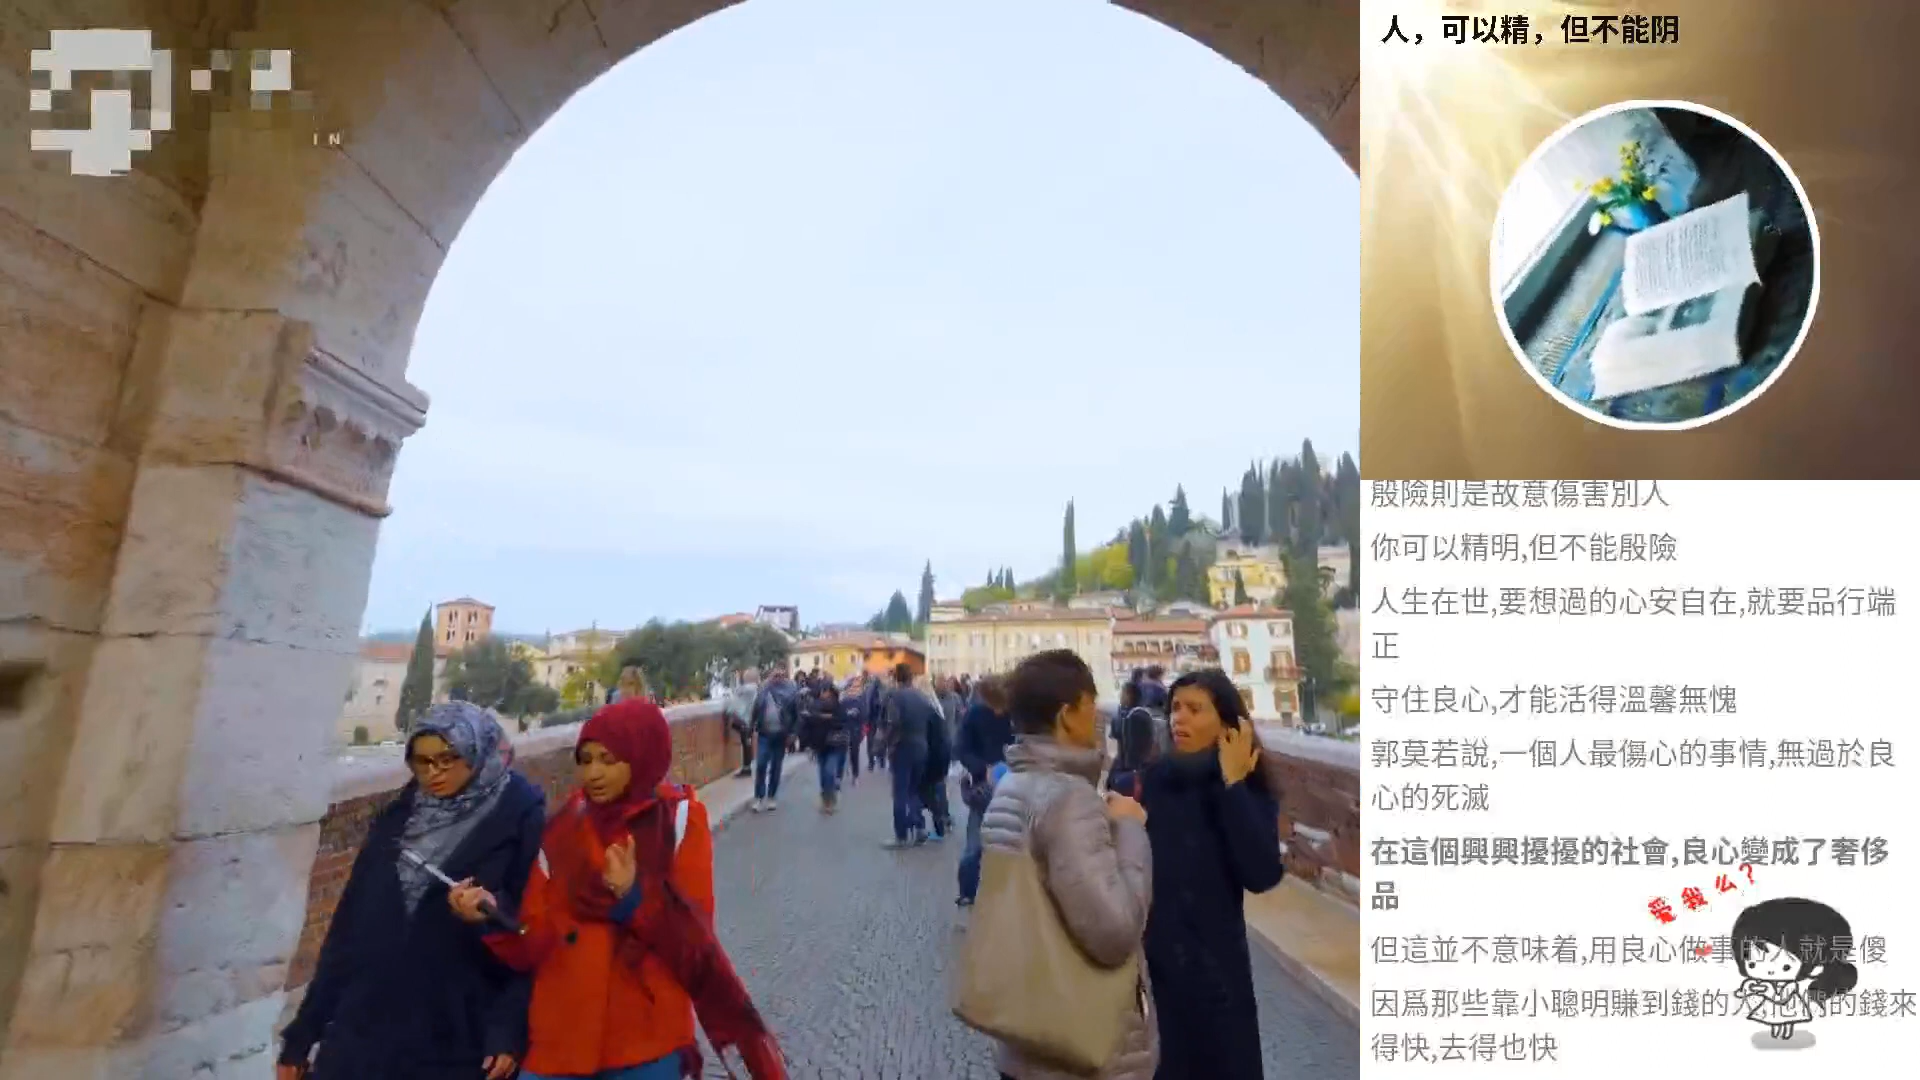 IN
人，可以精，但不能阴
殷險則是故意傷害別人
你可以精明,但不能殷險
人生在世,要想過的心安自在,就要品行端
正
守住良心,才能活得溫馨無愧
郭莫若說,一個人最傷心的事情,無過於良
心的死滅
在這個興興擾擾的社會,良心變成了奢侈
品
爱我么？
但這並不意味着,用良心做事的人就是傻
因爲那些靠小聰明賺到錢的人,他們的錢來
得快,去得也快